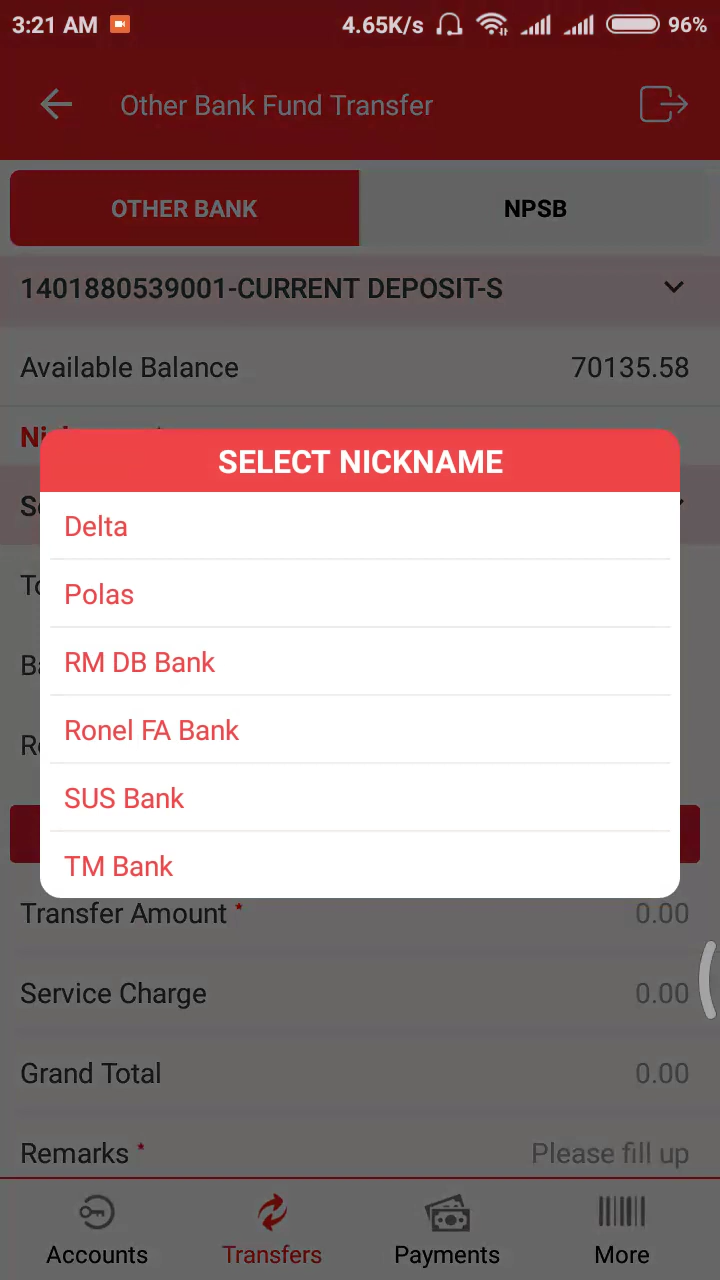 3:21 AM 4.65K/s 96%
Other Bank Fund Transfer
OTHER BANK NPSB
1401880539001-CURRENT DEPOSIT-S
Available Balance 70135.58
SELECT NICKNAME
Delta
Polas
RM DB Bank
Ronel FA Bank
SUS Bank
TM Bank
Transfer Amount * 0.00
Service Charge 0.00
Grand Total 0.00
Remarks * Please fill up
Accounts Transfers Payments More